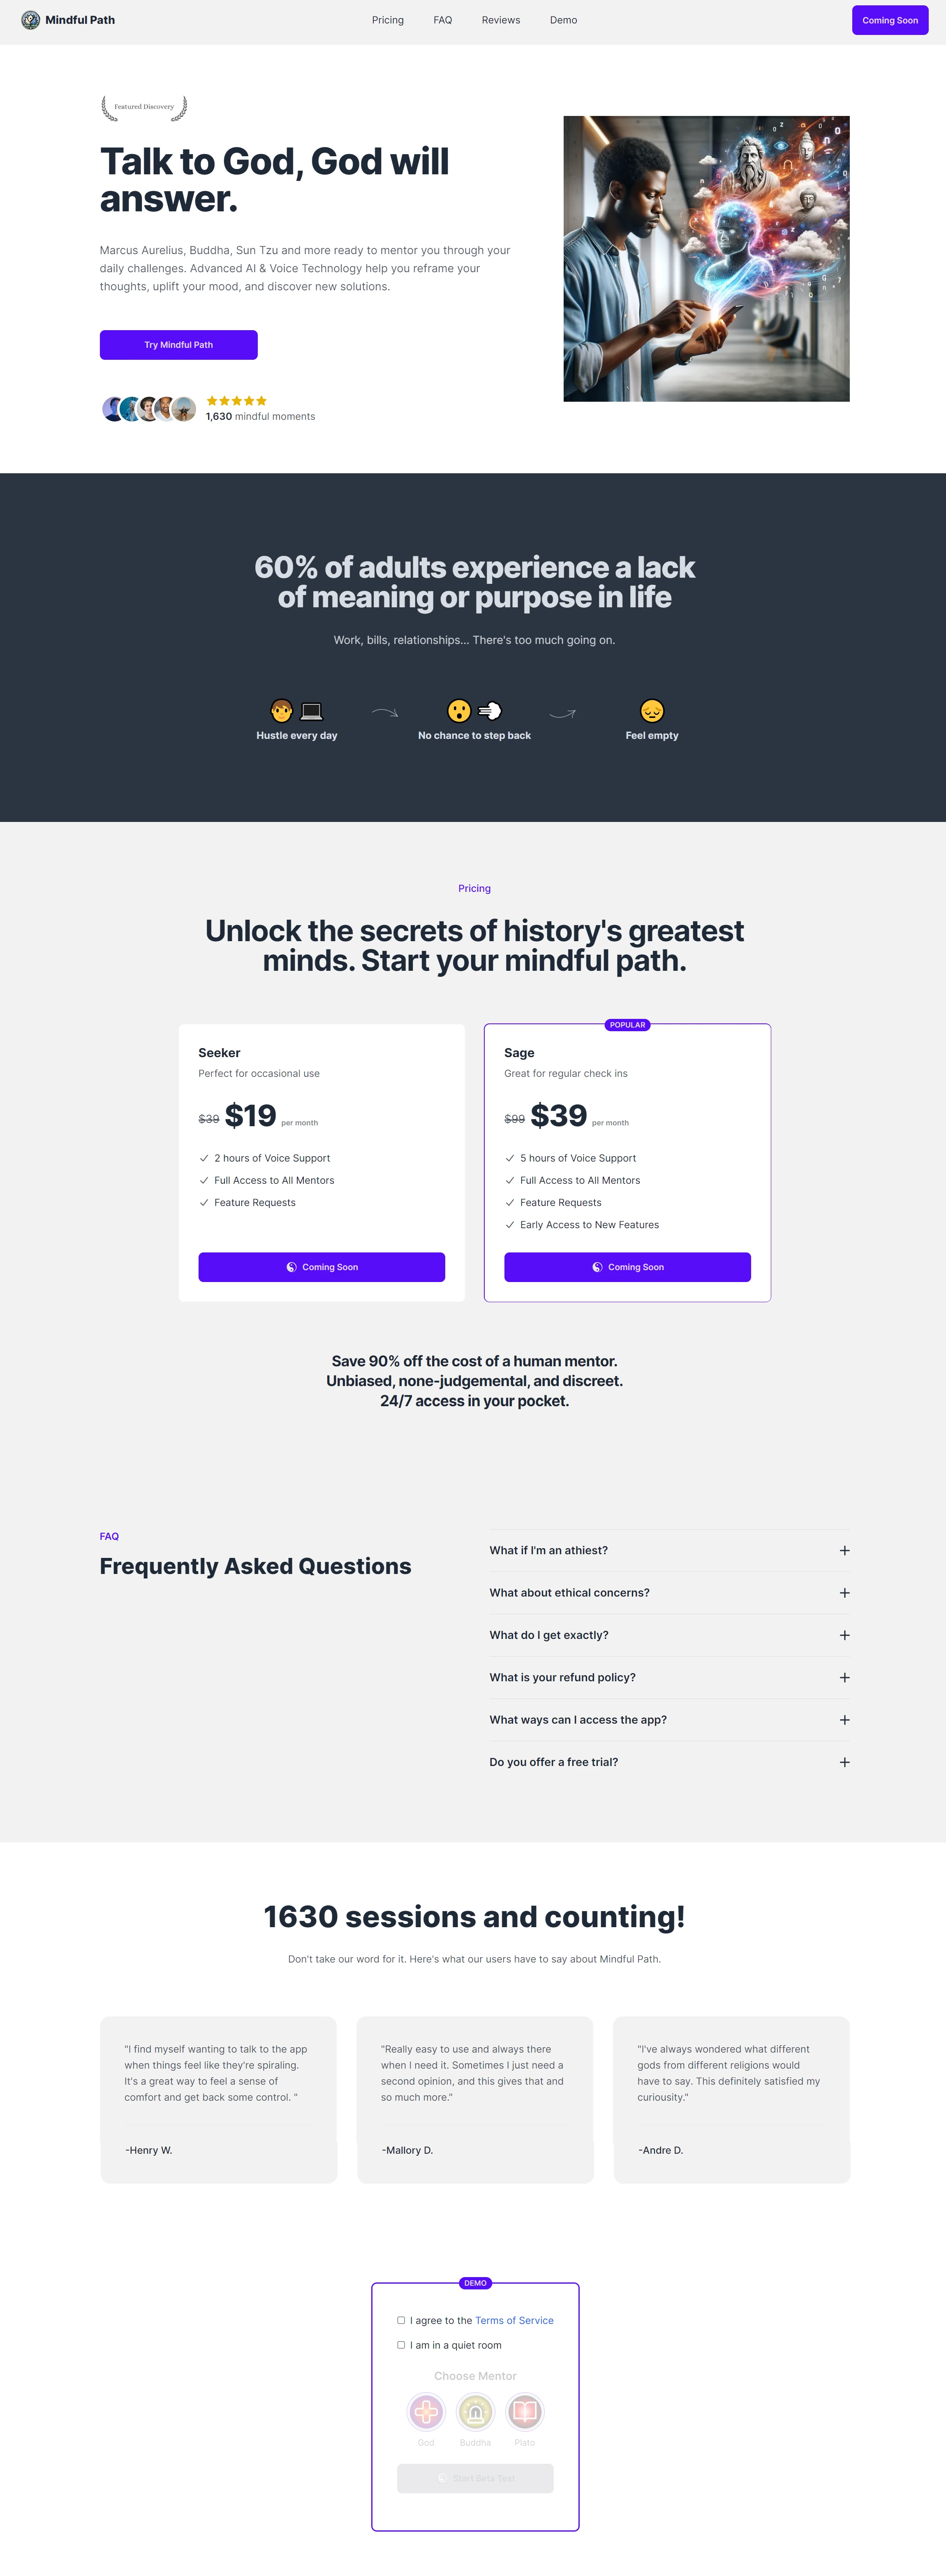 Mindful Path
Pricing
FAQ
Reviews
Demo
Coming Soon
Featured Discovery
Talk to God, God will
answer.
Marcus Aurelius, Buddha, Sun Tzu and more ready to mentor you through your
daily challenges. Advanced AI & Voice Technology help you reframe your
thoughts, uplift your mood, and discover new solutions.
Try Mindful Path
1,630 mindful moments
60% of adults experience a lack
of meaning or purpose in life
Work, bills, relationships... There's too much going on.
Hustle every day
No chance to step back
Feel empty
Pricing
Unlock the secrets of history's greatest
minds. Start your mindful path.
Seeker
Perfect for occasional use
$39 $19 per month
2 hours of Voice Support
Full Access to All Mentors
Feature Requests
Coming Soon
POPULAR
Sage
Great for regular check ins
$99 $39 per month
5 hours of Voice Support
Full Access to All Mentors
Feature Requests
Early Access to New Features
Coming Soon
Save 90% off the cost of a human mentor.
Unbiased, none-judgemental, and discreet.
24/7 access in your pocket.
FAQ
Frequently Asked Questions
What if I'm an athiest?
What about ethical concerns?
What do I get exactly?
What is your refund policy?
What ways can I access the app?
Do you offer a free trial?
1630 sessions and counting!
Don't take our word for it. Here's what our users have to say about Mindful Path.
"I find myself wanting to talk to the app
when things feel like they're spiraling.
It's a great way to feel a sense of
comfort and get back some control. "
-Henry W.
"Really easy to use and always there
when I need it. Sometimes I just need a
second opinion, and this gives that and
so much more."
-Mallory D.
"I've always wondered what different
gods from different religions would
have to say. This definitely satisfied my
curiousity."
-Andre D.
DEMO
I agree to the Terms of Service
I am in a quiet room
Choose Mentor
God
Buddha
Plato
Start Beta Test